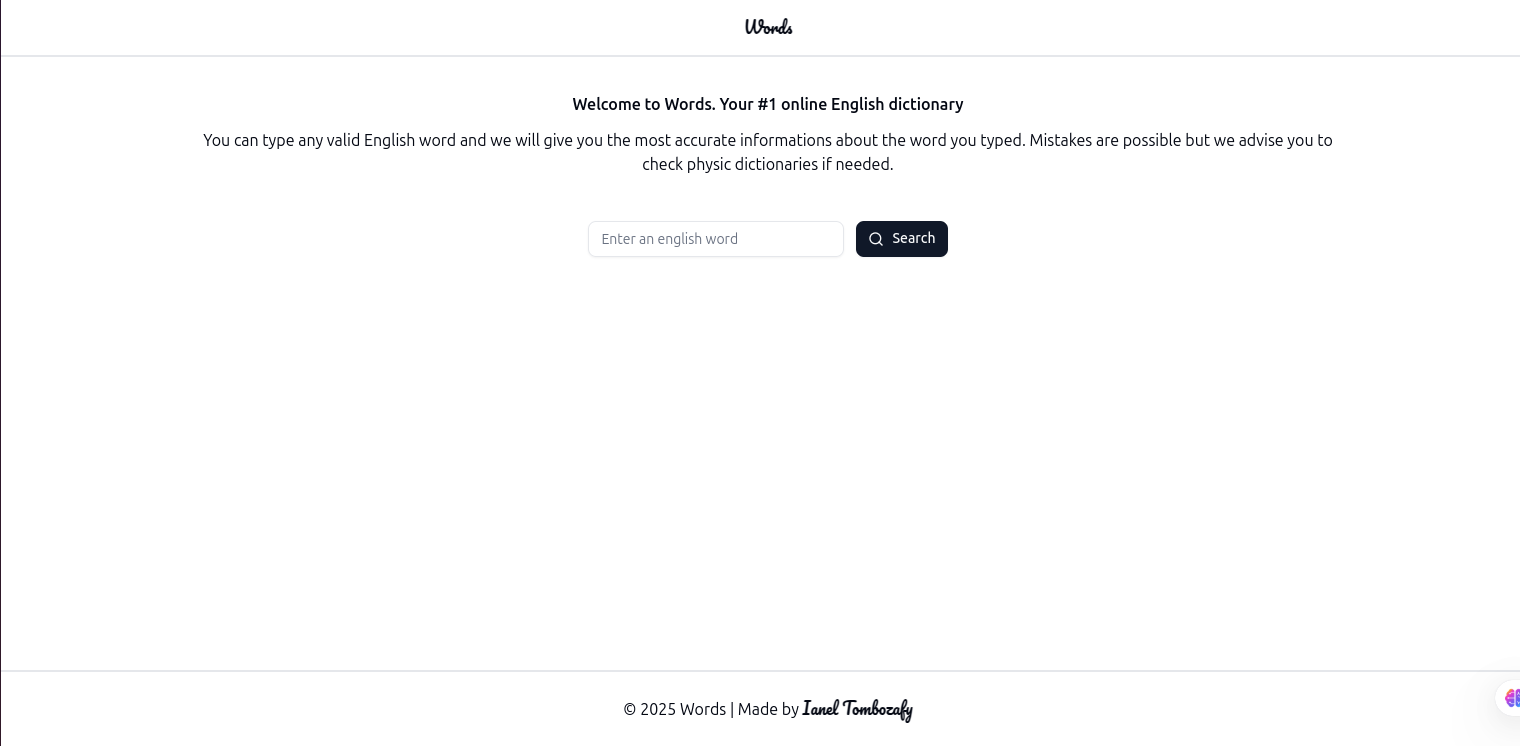 Words
Welcome to Words. Your #1 online English dictionary
You can type any valid English word and we will give you the most accurate informations about the word you typed. Mistakes are possible but we advise you to
check physic dictionaries if needed.
Enter an english word
Search
© 2025 Words | Made by Ianel Tombozafy